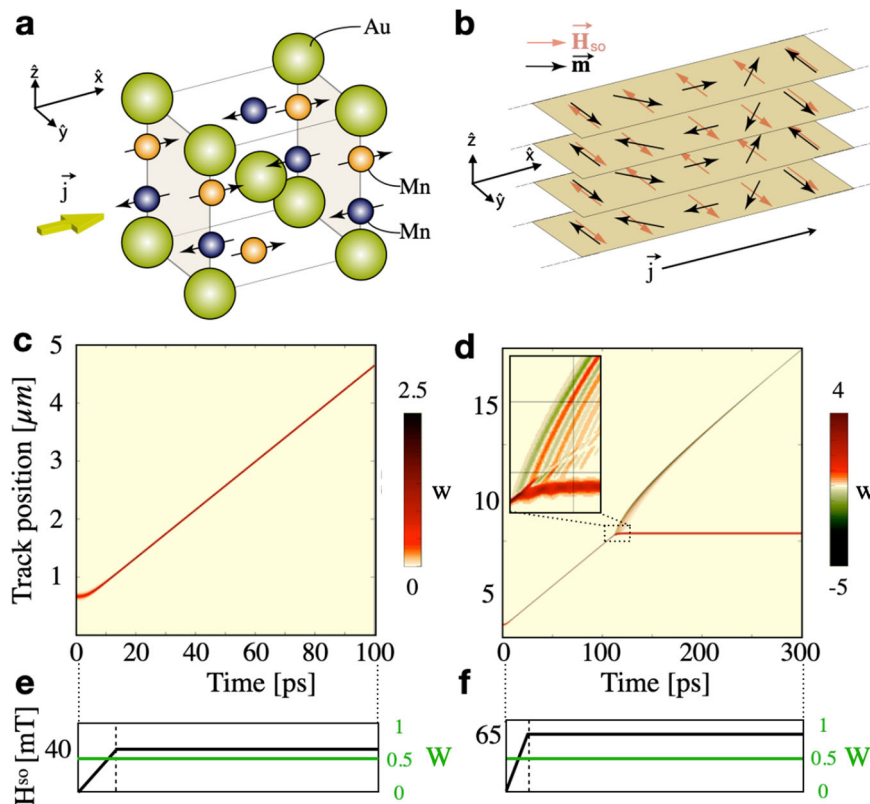 a
Au
ẑ
x̂
ŷ
j
Mn
Mn
b
H so
m
ẑ
x̂
ŷ
j
c
5
4
3
2
1
Track position [μm]
0 20 40 60 80 100
Time [ps]
2.5
W
0
d
15
10
5
0 100 200 300
Time [ps]
4
W
-5
e
H^so [mT]
40
1
0.5
0
W
f
65
1
0.5
0
W